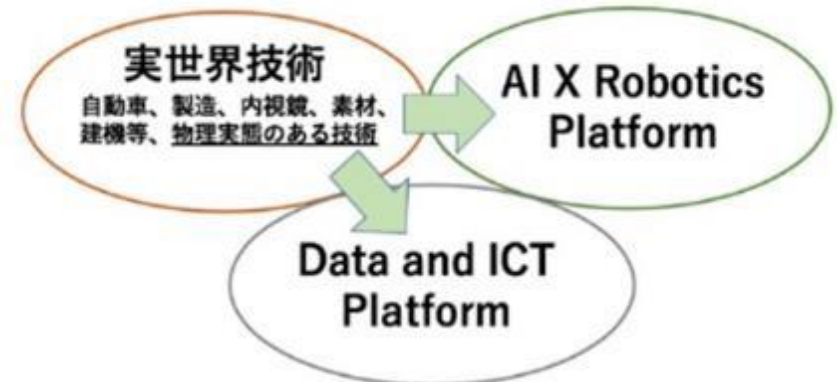 実世界技術
自動車、製造、内視鏡、素材、
建機等、物理実態のある技術
AI X Robotics
Platform
Data and ICT
Platform